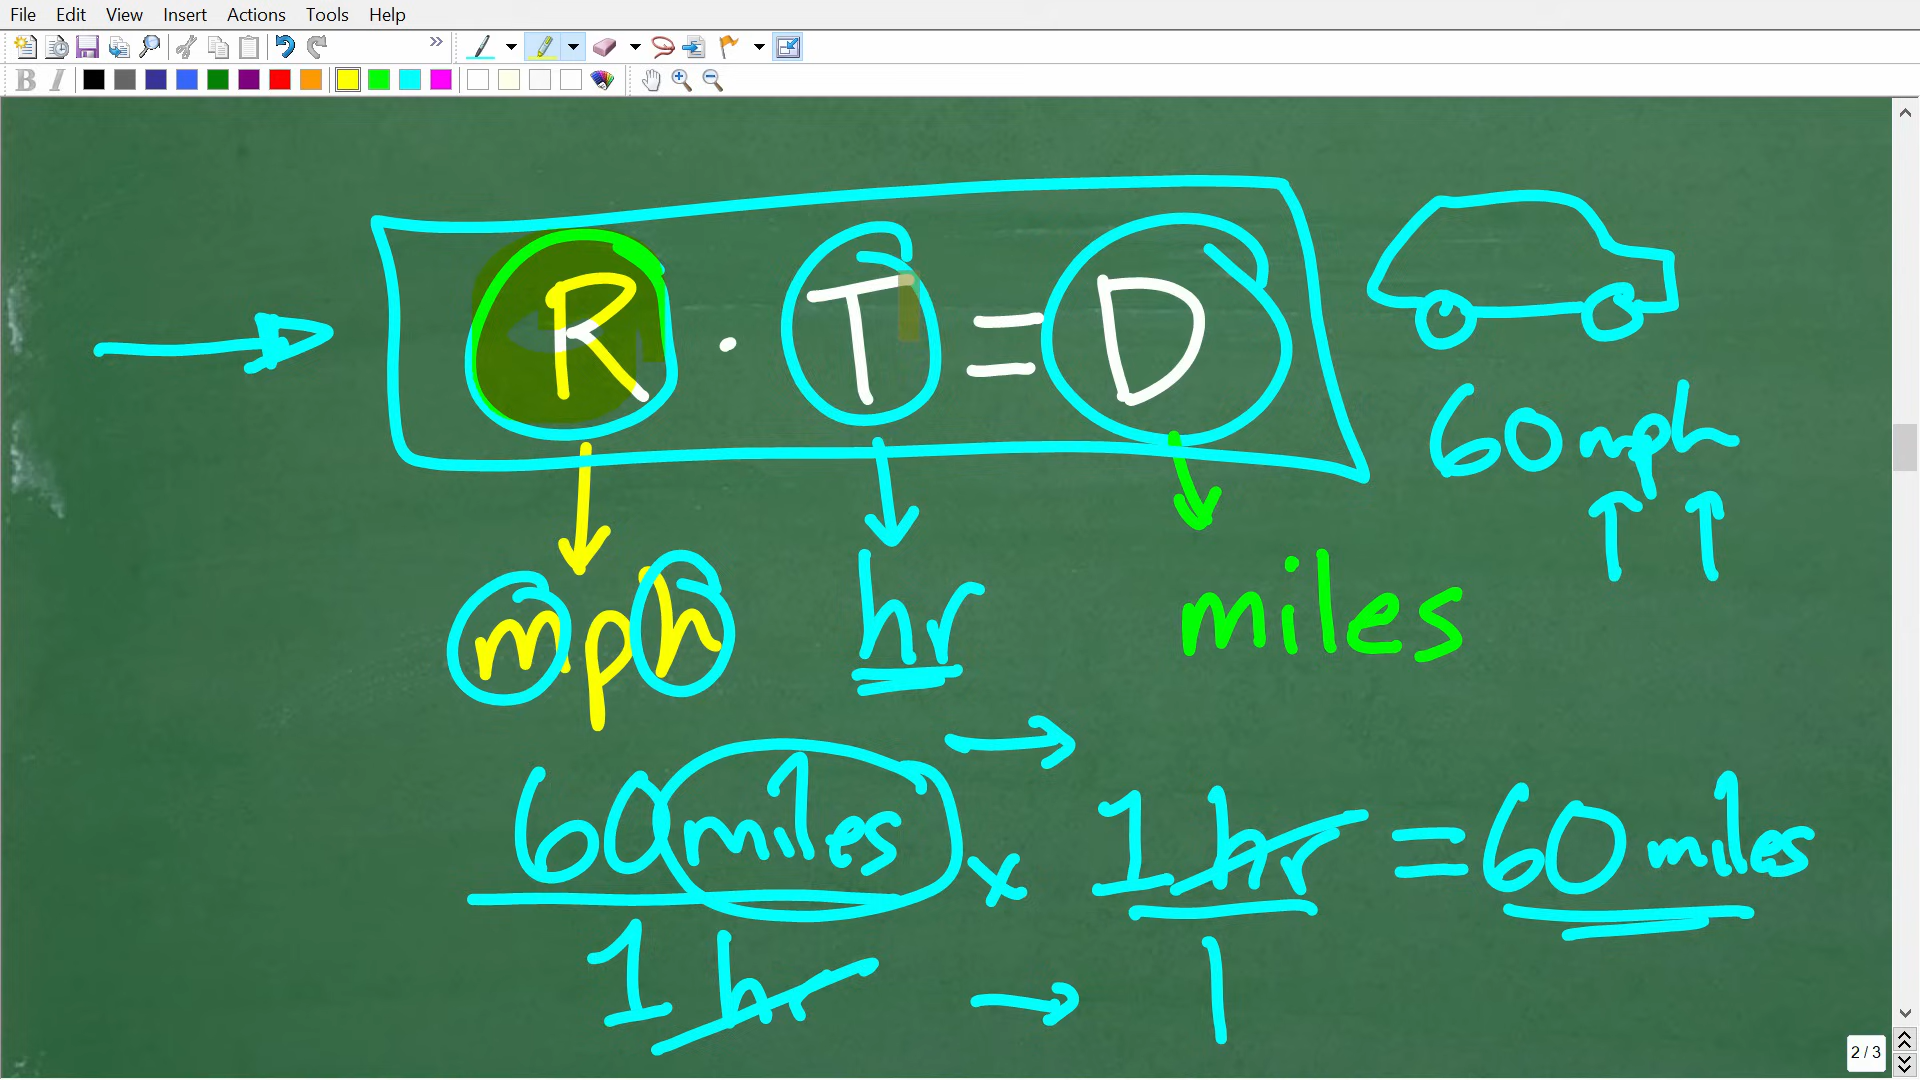 File Edit View Insert Actions Tools Help
B I
R · T = D
60 mph
mph hr miles
60 miles x 1 hr = 60 miles
1 hr 1
2 / 3